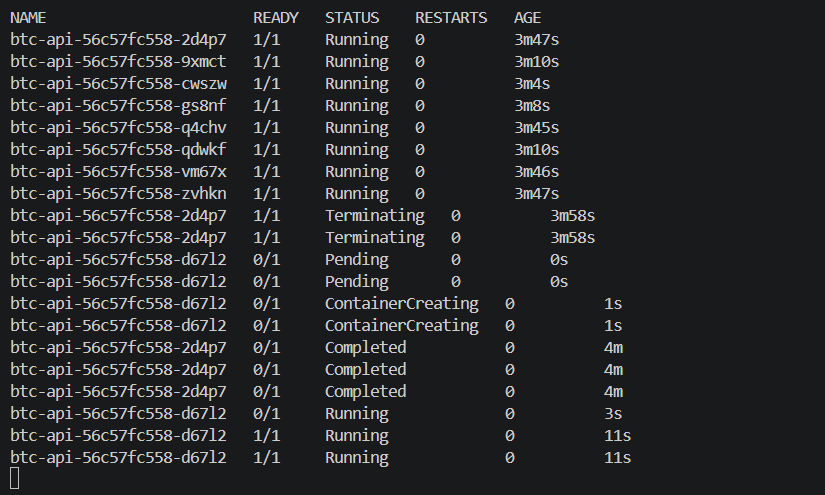 NAME                       READY   STATUS    RESTARTS   AGE
btc-api-56c57fc558-2d4p7   1/1     Running   0          3m47s
btc-api-56c57fc558-9xmct   1/1     Running   0          3m10s
btc-api-56c57fc558-cwszw   1/1     Running   0          3m4s
btc-api-56c57fc558-gs8nf   1/1     Running   0          3m8s
btc-api-56c57fc558-q4chv   1/1     Running   0          3m45s
btc-api-56c57fc558-qdwkf   1/1     Running   0          3m10s
btc-api-56c57fc558-vm67x   1/1     Running   0          3m46s
btc-api-56c57fc558-zvhkn   1/1     Running   0          3m47s
btc-api-56c57fc558-2d4p7   1/1     Terminating   0          3m58s
btc-api-56c57fc558-2d4p7   1/1     Terminating   0          3m58s
btc-api-56c57fc558-d67l2   0/1     Pending       0          0s
btc-api-56c57fc558-d67l2   0/1     Pending       0          0s
btc-api-56c57fc558-d67l2   0/1     ContainerCreating   0          1s
btc-api-56c57fc558-d67l2   0/1     ContainerCreating   0          1s
btc-api-56c57fc558-2d4p7   0/1     Completed           0          4m
btc-api-56c57fc558-2d4p7   0/1     Completed           0          4m
btc-api-56c57fc558-2d4p7   0/1     Completed           0          4m
btc-api-56c57fc558-d67l2   0/1     Running             0          3s
btc-api-56c57fc558-d67l2   1/1     Running             0          11s
btc-api-56c57fc558-d67l2   1/1     Running             0          11s